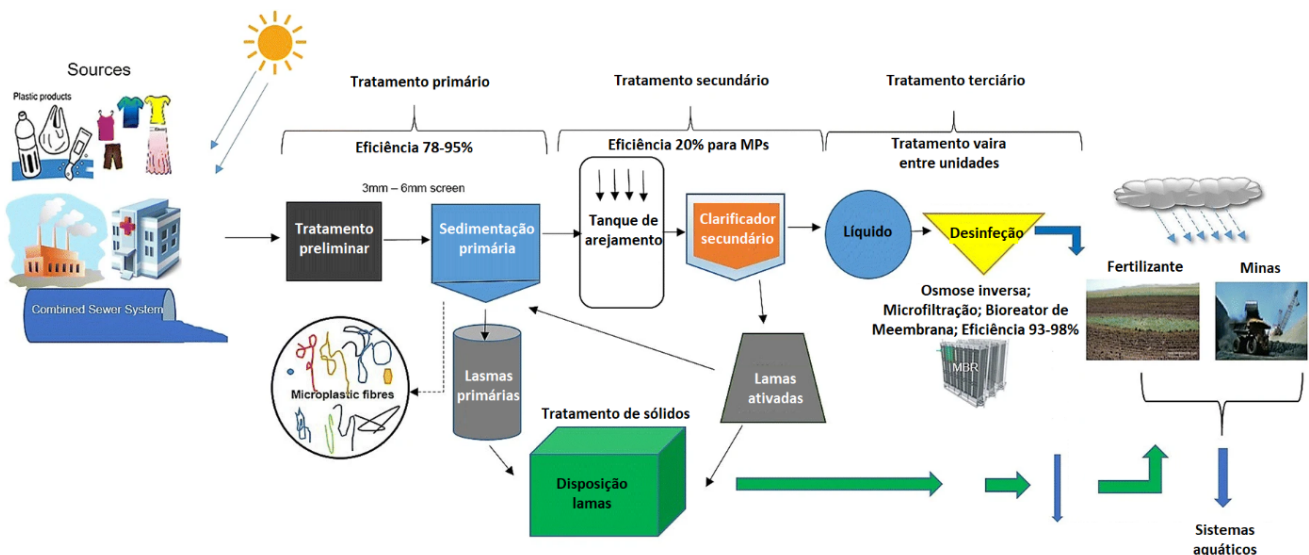 Sources
Plastic products
Combined Sewer System
Tratamento primário
Eficiência 78-95%
3mm – 6mm screen
Tratamento
preliminar
Sedimentação
primária
Microplastic fibres
Lasmas
primárias
Tratamento secundário
Eficiência 20% para MPs
Tanque de
arejamento
Clarificador
secundário
Lamas
ativadas
Tratamento de sólidos
Disposição
lamas
Tratamento terciário
Tratamento vaira
entre unidades
Líquido
Desinfeção
Osmose inversa;
Microfiltração; Bioreator de
Meembrana; Eficiência 93-98%
MBR
Fertilizante
Minas
Sistemas
aquáticos